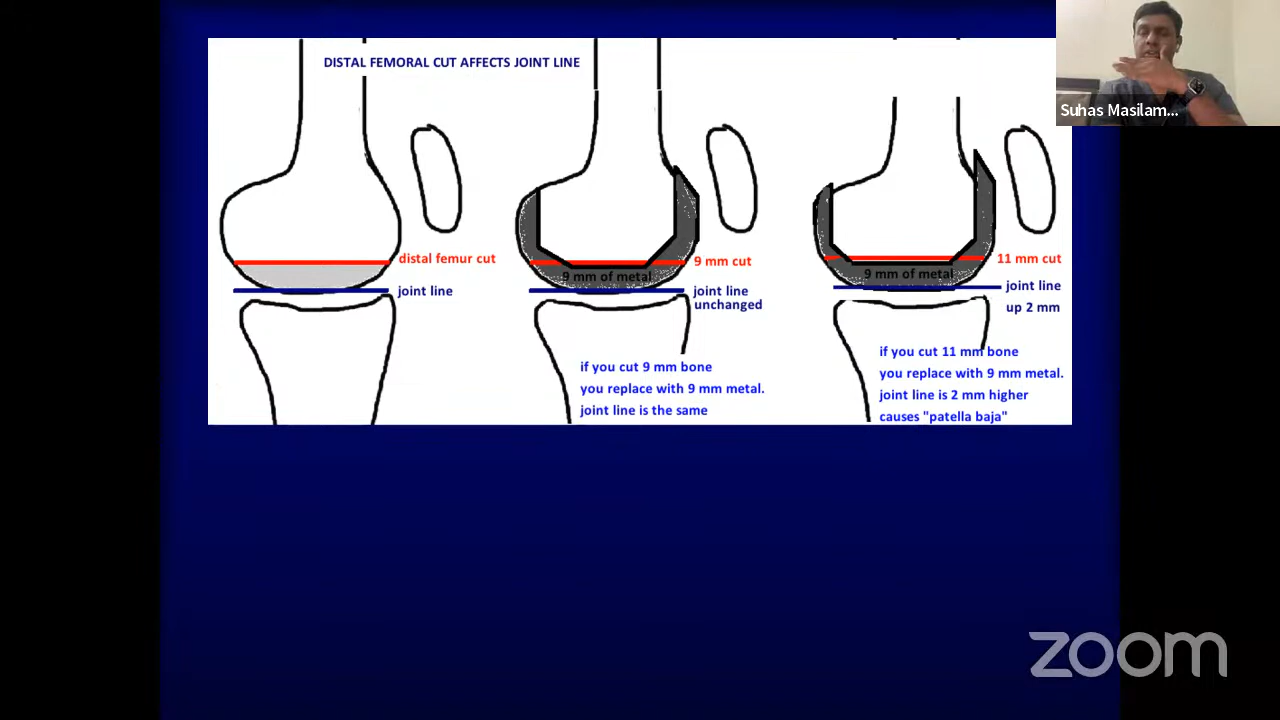 DISTAL FEMORAL CUT AFFECTS JOINT LINE
Suhas Masilam...
distal femur cut
joint line
9 mm cut
9 mm of metal
joint line
unchanged
if you cut 9 mm bone
you replace with 9 mm metal.
joint line is the same
11 mm cut
9 mm of metal
joint line
up 2 mm
if you cut 11 mm bone
you replace with 9 mm metal.
joint line is 2 mm higher
causes "patella baja"
zoom